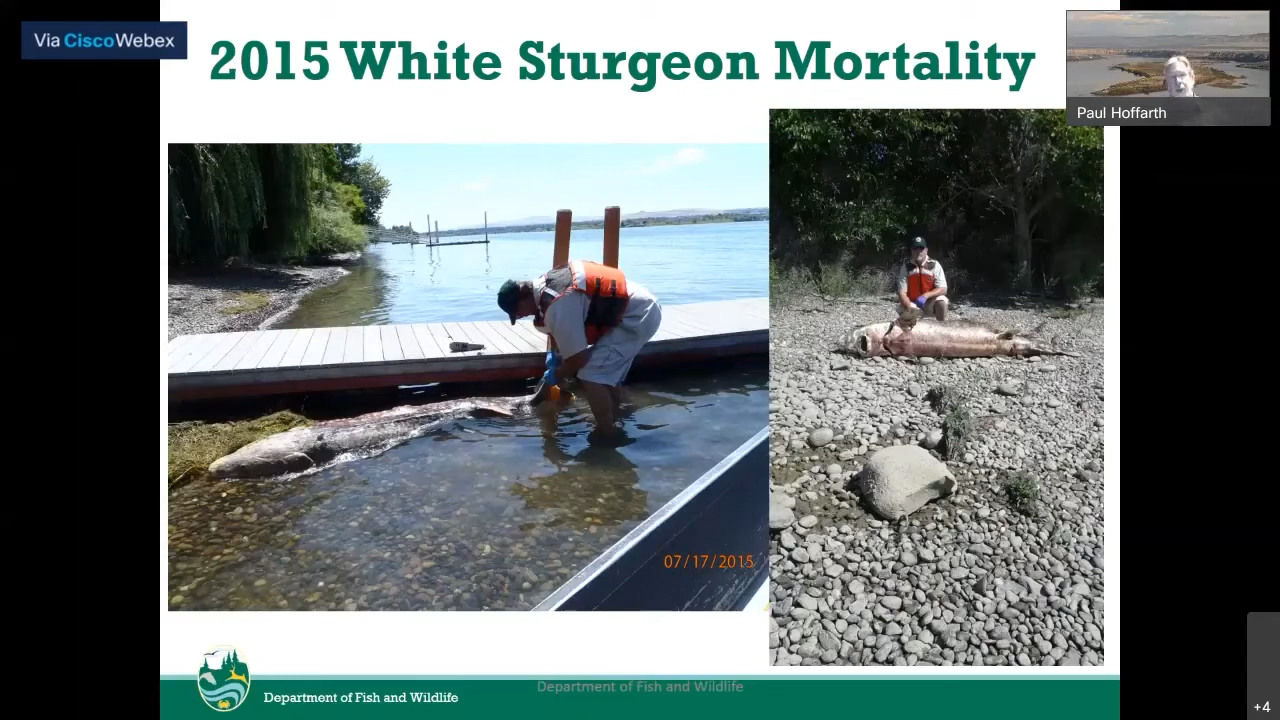 Via CiscoWebex
2015 White Sturgeon Mortality
Paul Hoffarth
07/17/2015
Department of Fish and Wildlife
Department of Fish and Wildlife
+4